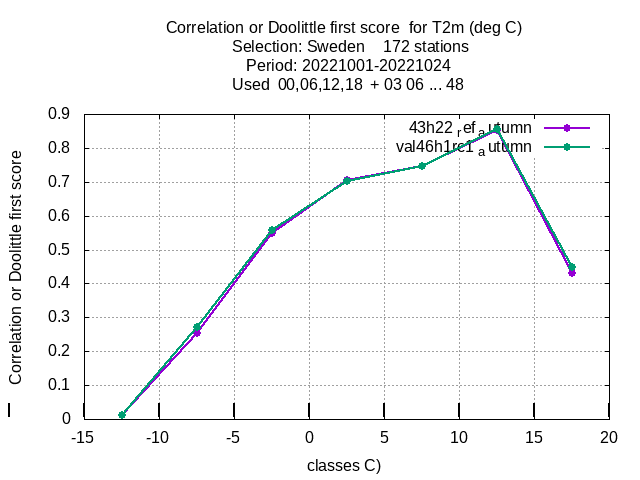 Correlation or Doolittle first score for T2m (deg C)
Selection: Sweden 172 stations
Period: 20221001-20221024
Used 00,06,12,18 + 03 06 ... 48
43h22 ref a utumn
val46h1rc1 a utumn
Correlation or Doolittle first score
0.9
0.8
0.7
0.6
0.5
0.4
0.3
0.2
0.1
0
-15 -10 -5 0 5 10 15 20
classes C)